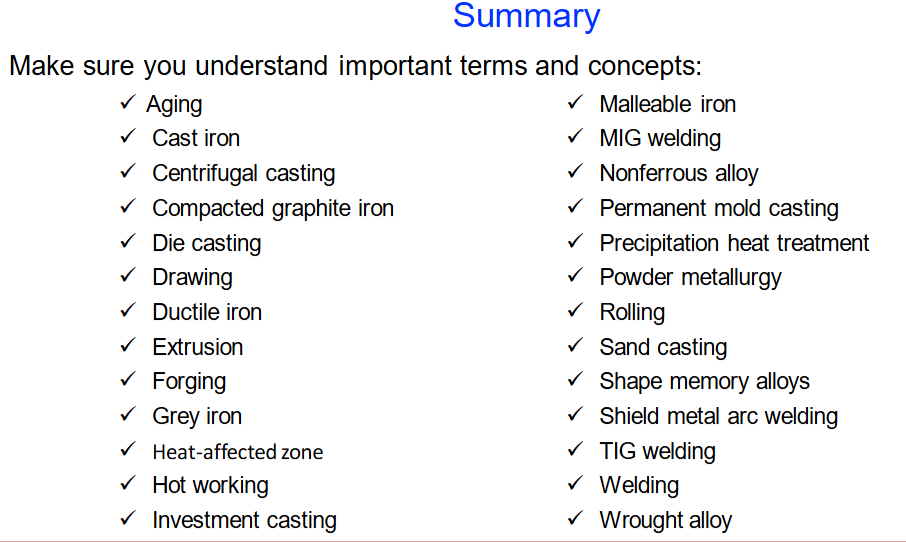 Summary
Make sure you understand important terms and concepts:
✓ Aging
✓ Cast iron
✓ Centrifugal casting
✓ Compacted graphite iron
✓ Die casting
✓ Drawing
✓ Ductile iron
✓ Extrusion
✓ Forging
✓ Grey iron
✓ Heat-affected zone
✓ Hot working
✓ Investment casting
✓ Malleable iron
✓ MIG welding
✓ Nonferrous alloy
✓ Permanent mold casting
✓ Precipitation heat treatment
✓ Powder metallurgy
✓ Rolling
✓ Sand casting
✓ Shape memory alloys
✓ Shield metal arc welding
✓ TIG welding
✓ Welding
✓ Wrought alloy